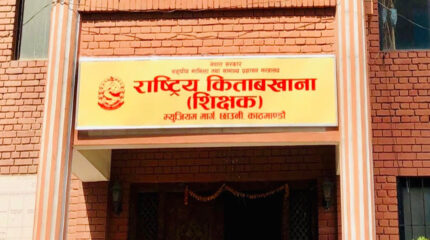 नेपाल सरकार
सङ्घीय मामिला तथा सामान्य प्रशासन मन्त्रालय
राष्ट्रिय किताबखाना
(शिक्षक)
म्युजियम मार्ग छाउनी काठमाण्डौ